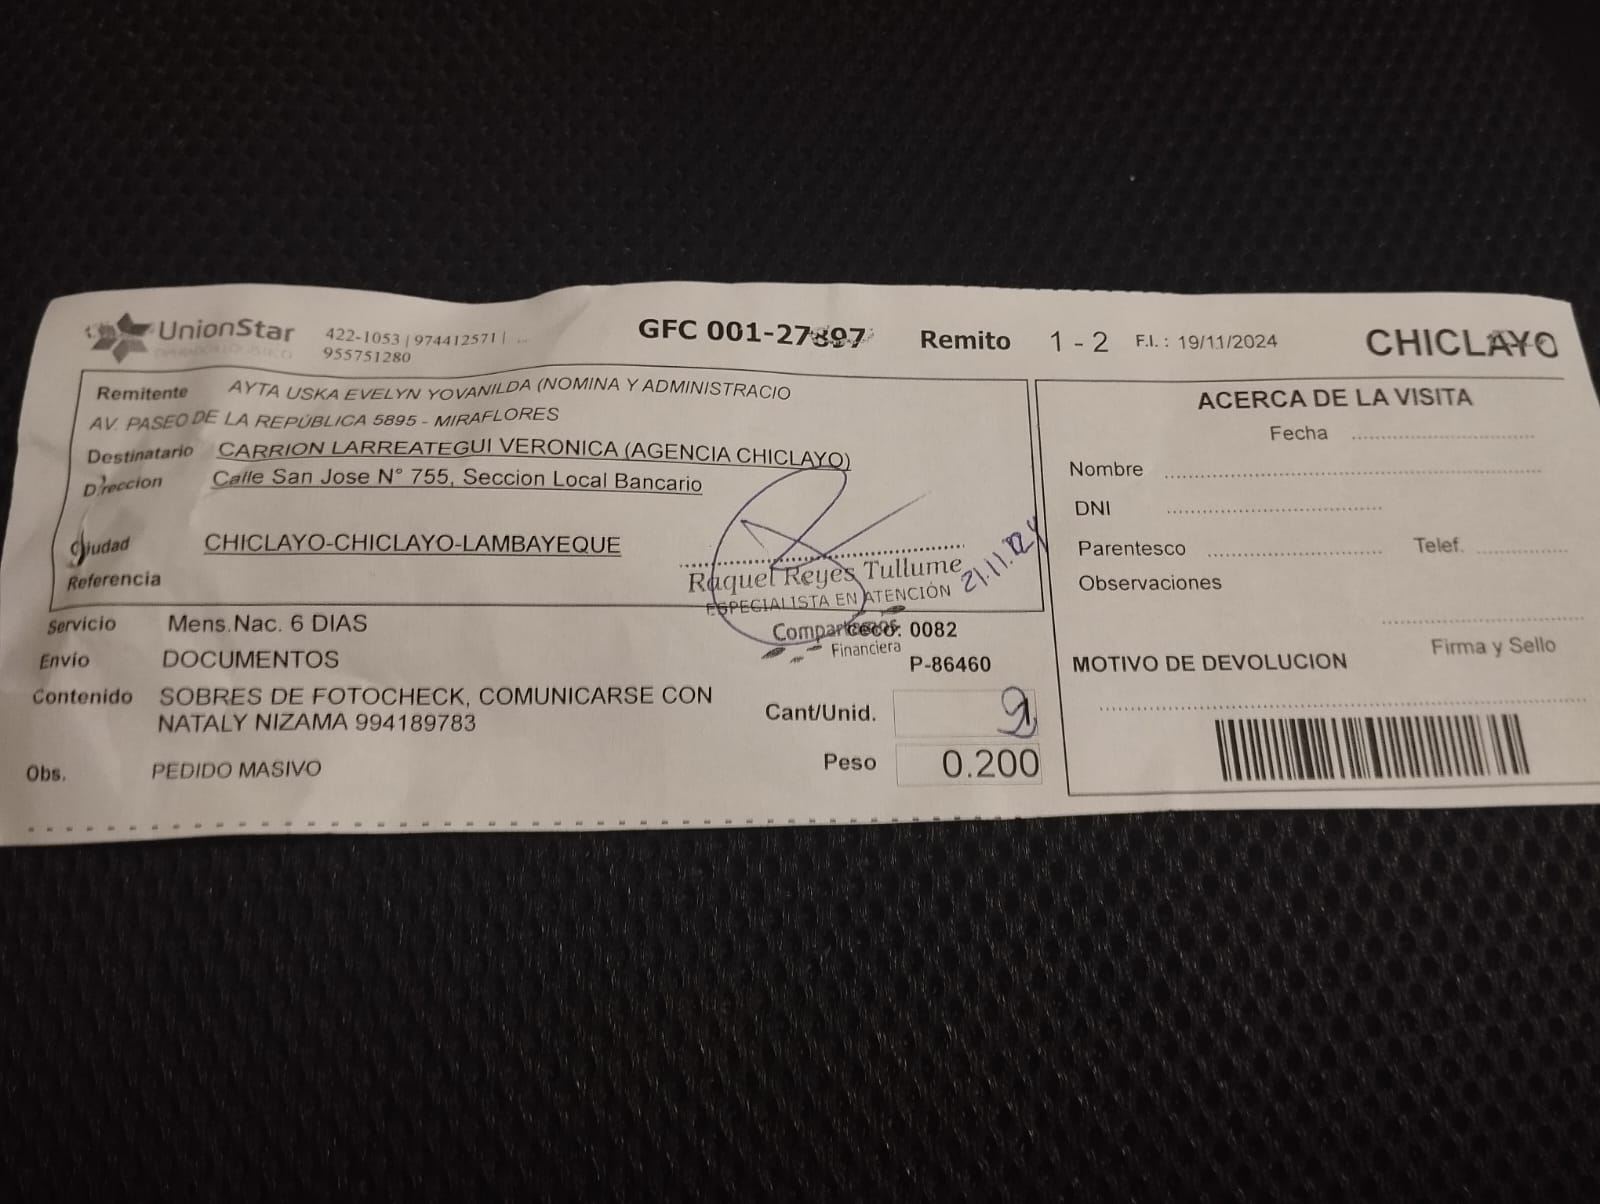 UnionStar
OPERADOR LOGISTICO
422-1053 | 974412571 | ...
955751280
GFC 001-27897
Remito 1 - 2 F.I. : 19/11/2024
CHICLAYO
Remitente AYTA USKA EVELYN YOVANILDA (NOMINA Y ADMINISTRACIO
AV. PASEO DE LA REPÚBLICA 5895 - MIRAFLORES
Destinatario CARRION LARREATEGUI VERONICA (AGENCIA CHICLAYO)
Direccion Calle San Jose N° 755, Seccion Local Bancario
Ciudad CHICLAYO-CHICLAYO-LAMBAYEQUE
Referencia
Raquel Reyes Tullume
ESPECIALISTA EN ATENCIÓN
Compartamos
Financiera
21.11.24
Servicio Mens.Nac. 6 DIAS
ceco: 0082
Envío DOCUMENTOS
P-86460
Contenido SOBRES DE FOTOCHECK, COMUNICARSE CON
NATALY NIZAMA 994189783
Cant/Unid.
Obs. PEDIDO MASIVO
Peso 0.200
ACERCA DE LA VISITA
Fecha
Nombre
DNI
Parentesco Telef.
Observaciones
Firma y Sello
MOTIVO DE DEVOLUCION